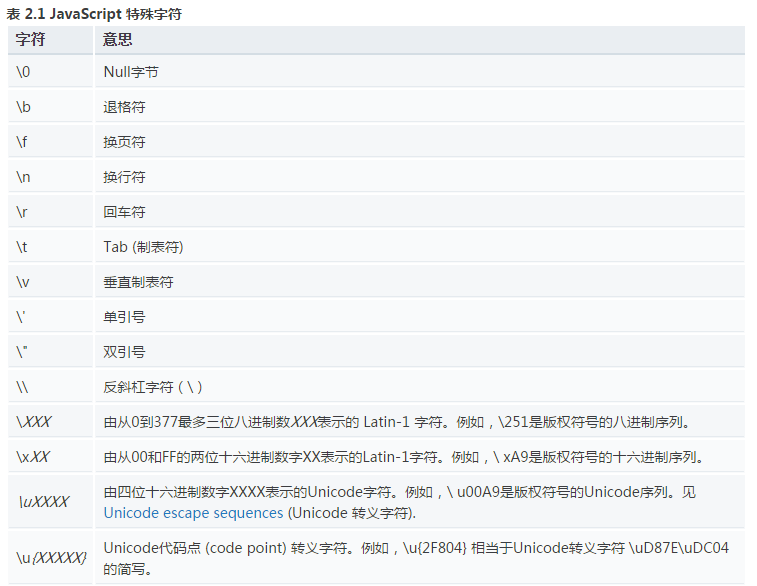 表 2.1 JavaScript 特殊字符
字符 意思
\0 Null字节
\b 退格符
\f 换页符
\n 换行符
\r 回车符
\t Tab (制表符)
\v 垂直制表符
\' 单引号
\" 双引号
\\ 反斜杠字符 ( \ )
\XXX 由从0到377最多三位八进制数XXX表示的 Latin-1 字符。例如，\251是版权符号的八进制序列。
\xXX 由从00和FF的两位十六进制数字XX表示的Latin-1字符。例如，\ xA9是版权符号的十六进制序列。
\uXXXX 由四位十六进制数字XXXX表示的Unicode字符。例如，\ u00A9是版权符号的Unicode序列。见
Unicode escape sequences (Unicode 转义字符).
\u{XXXXX} Unicode代码点 (code point) 转义字符。例如，\u{2F804} 相当于Unicode转义字符 \uD87E\uDC04
的简写。